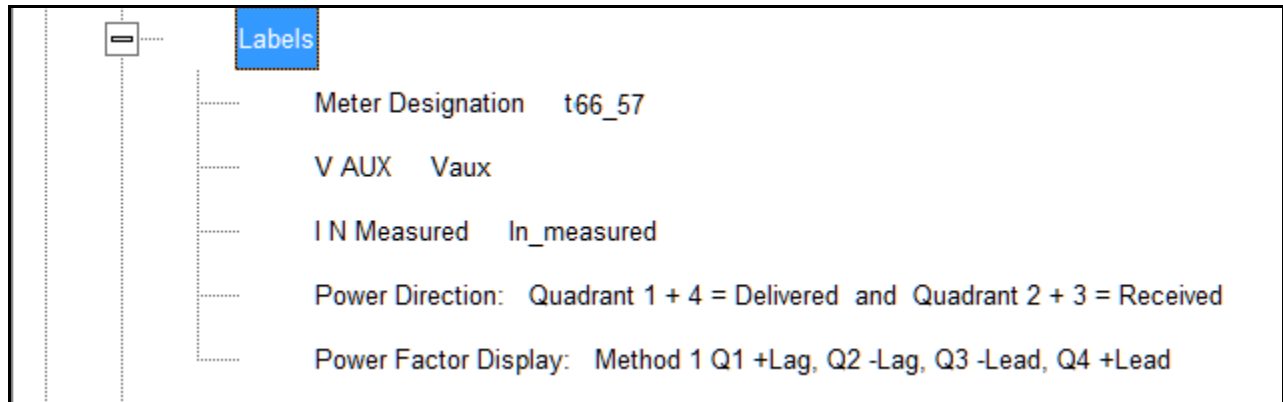 Labels
Meter Designation t66_57
V AUX Vaux
I N Measured In_measured
Power Direction: Quadrant 1 + 4 = Delivered and Quadrant 2 + 3 = Received
Power Factor Display: Method 1 Q1 +Lag, Q2 -Lag, Q3 -Lead, Q4 +Lead